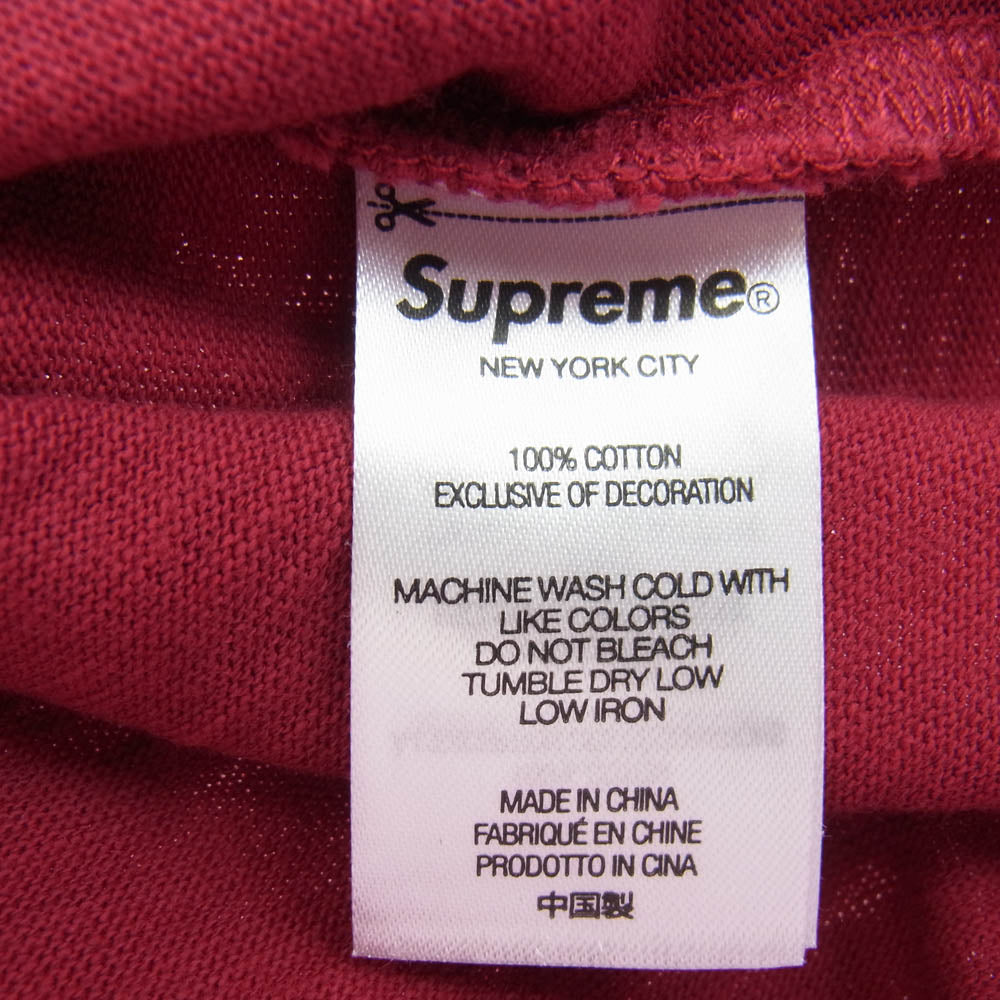 Supreme®
NEW YORK CITY
100% COTTON
EXCLUSIVE OF DECORATION
MACHINE WASH COLD WITH
LIKE COLORS
DO NOT BLEACH
TUMBLE DRY LOW
LOW IRON
MADE IN CHINA
FABRIQUÉ EN CHINE
PRODOTTO IN CINA
中国製